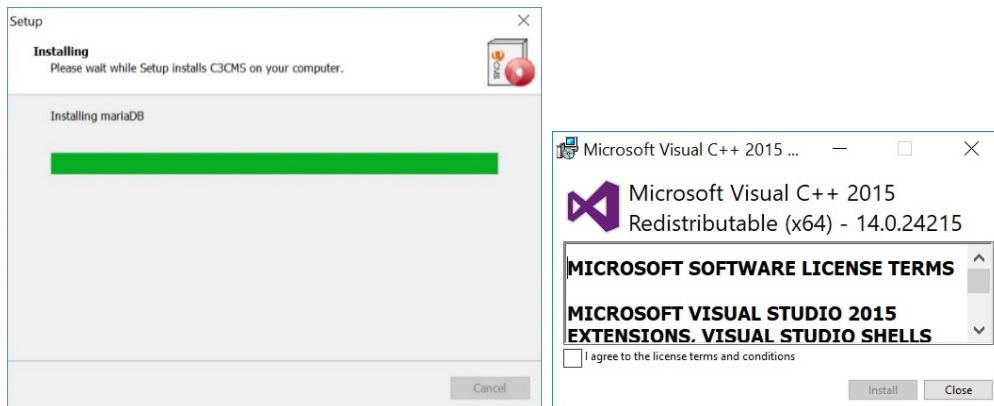 Setup
Installing
Please wait while Setup installs C3CMS on your computer.
CMS
Installing mariaDB
Cancel
Microsoft Visual C++ 2015 ...
Microsoft Visual C++ 2015
Redistributable (x64) - 14.0.24215
MICROSOFT SOFTWARE LICENSE TERMS
MICROSOFT VISUAL STUDIO 2015
EXTENSIONS, VISUAL STUDIO SHELLS
I agree to the license terms and conditions
Install
Close